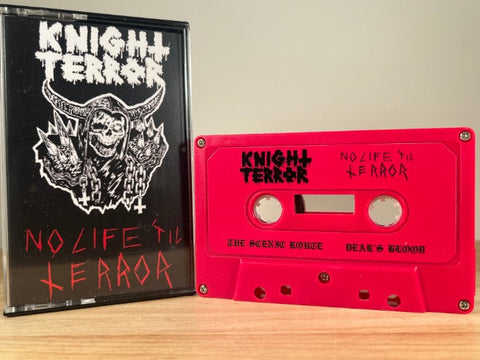 KNIGHT
TERROR
NO LIFE 'TIL
TERROR
KNIGHT
TERROR
NO LIFE 'TIL
TERROR
THE SCENIC ROUTE
DEAR'S BLOOD